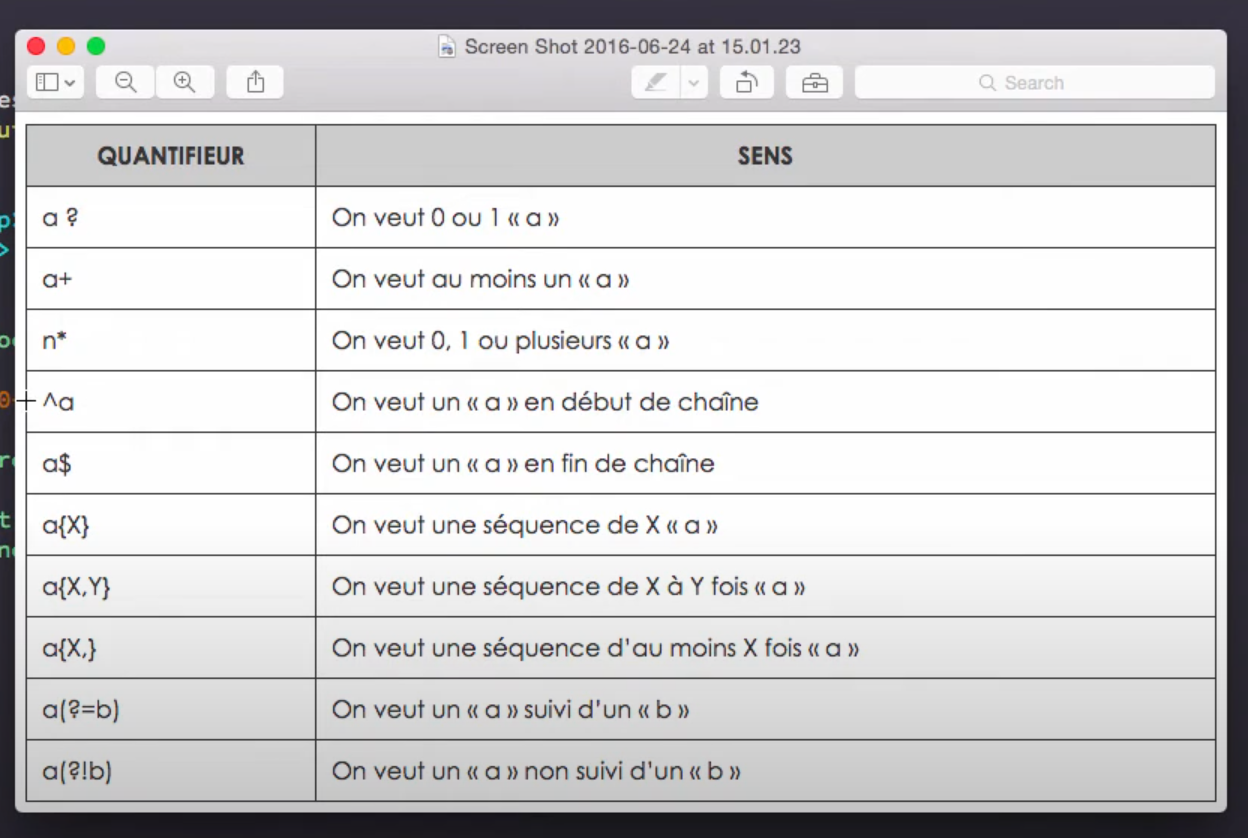 Screen Shot 2016-06-24 at 15.01.23
Search
QUANTIFIEUR SENS
a ? On veut 0 ou 1 « a »
a+ On veut au moins un « a »
n* On veut 0, 1 ou plusieurs « a »
^a On veut un « a » en début de chaîne
a$ On veut un « a » en fin de chaîne
a{X} On veut une séquence de X « a »
a{X,Y} On veut une séquence de X à Y fois « a »
a{X,} On veut une séquence d'au moins X fois « a »
a(?=b) On veut un « a » suivi d'un « b »
a(?!b) On veut un « a » non suivi d'un « b »